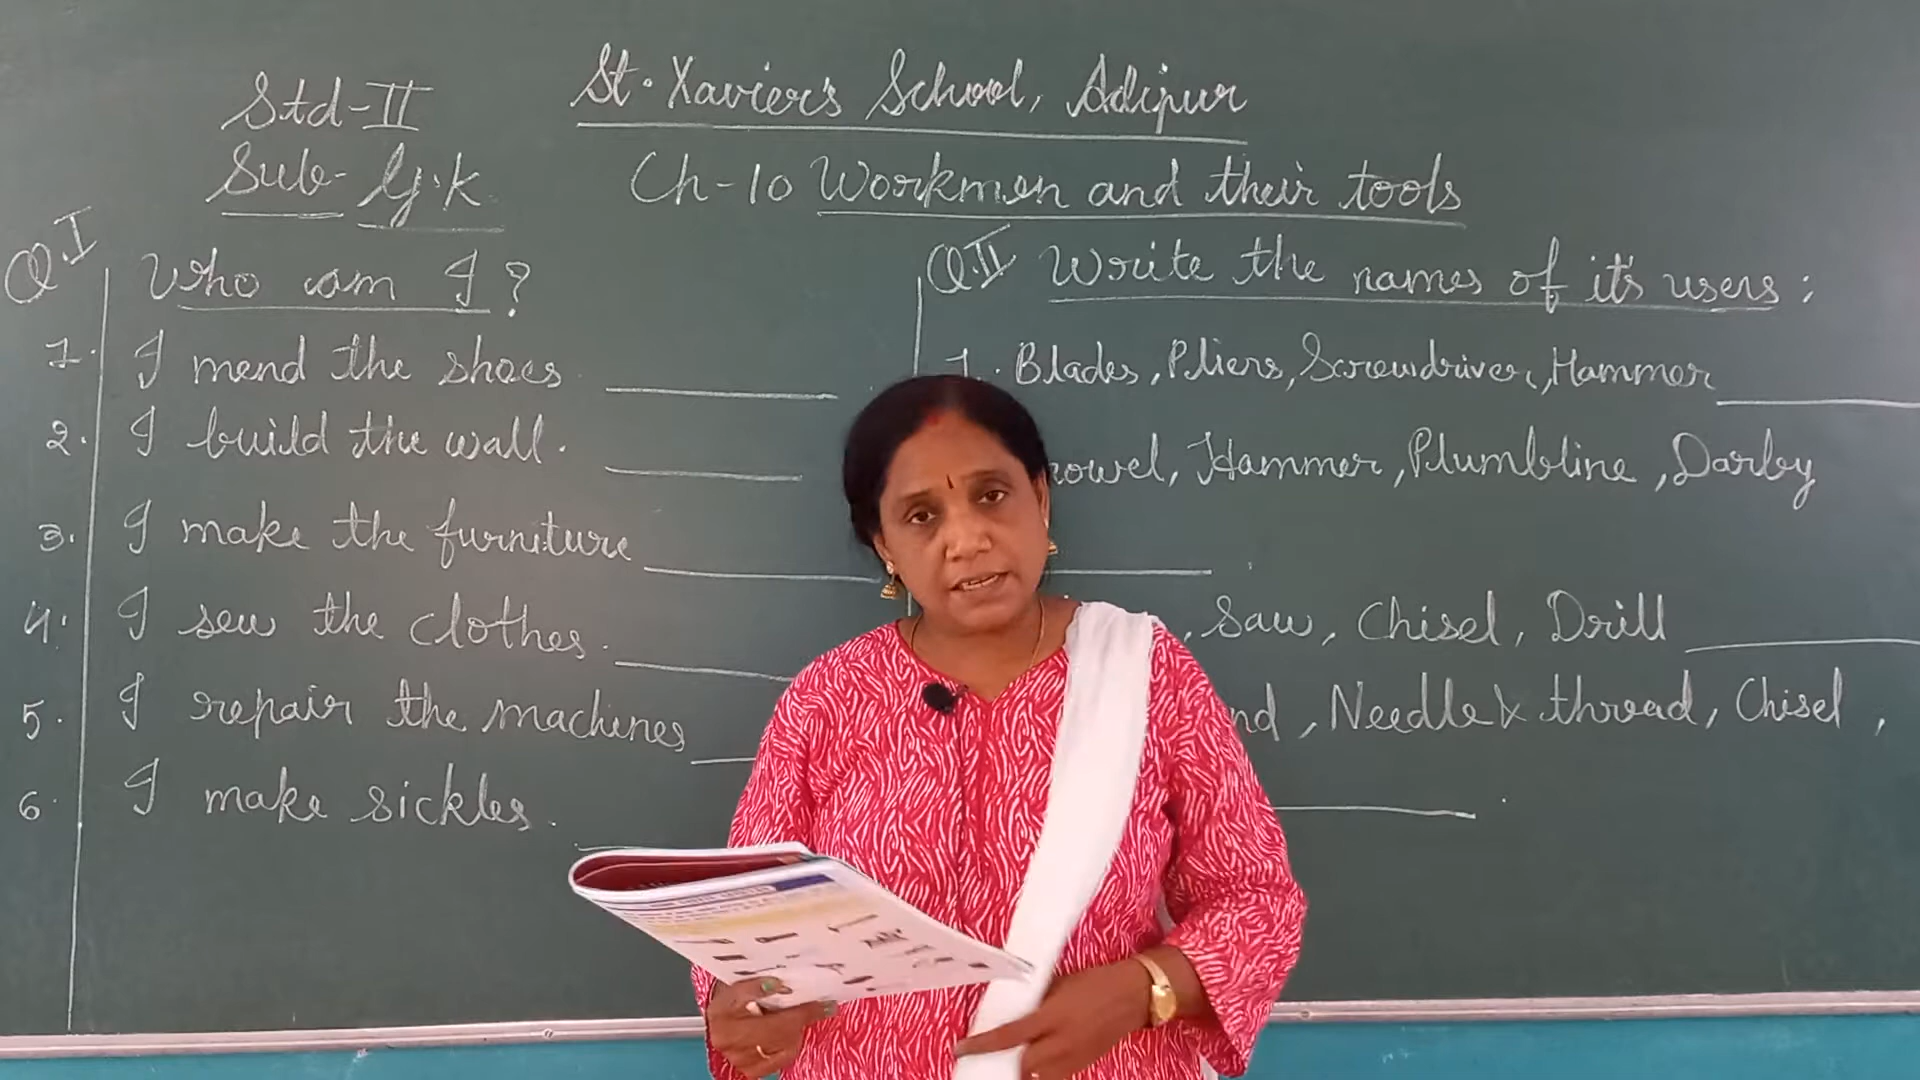 Std-II
Sub- G.K
St. Xavier's School, Adipur
Ch-10 Workmen and their tools
Q.I Who am I ?
1. I mend the shoes
2. I build the wall.
3. I make the furniture
4. I sew the clothes.
5. I repair the machines
6. I make sickles.
Q.II Write the names of it's users :
1. Blades, Pliers, Screwdriver, Hammer
Hammer, Plumbline, Darby
, Saw, Chisel, Drill
, Needle & thread, Chisel,